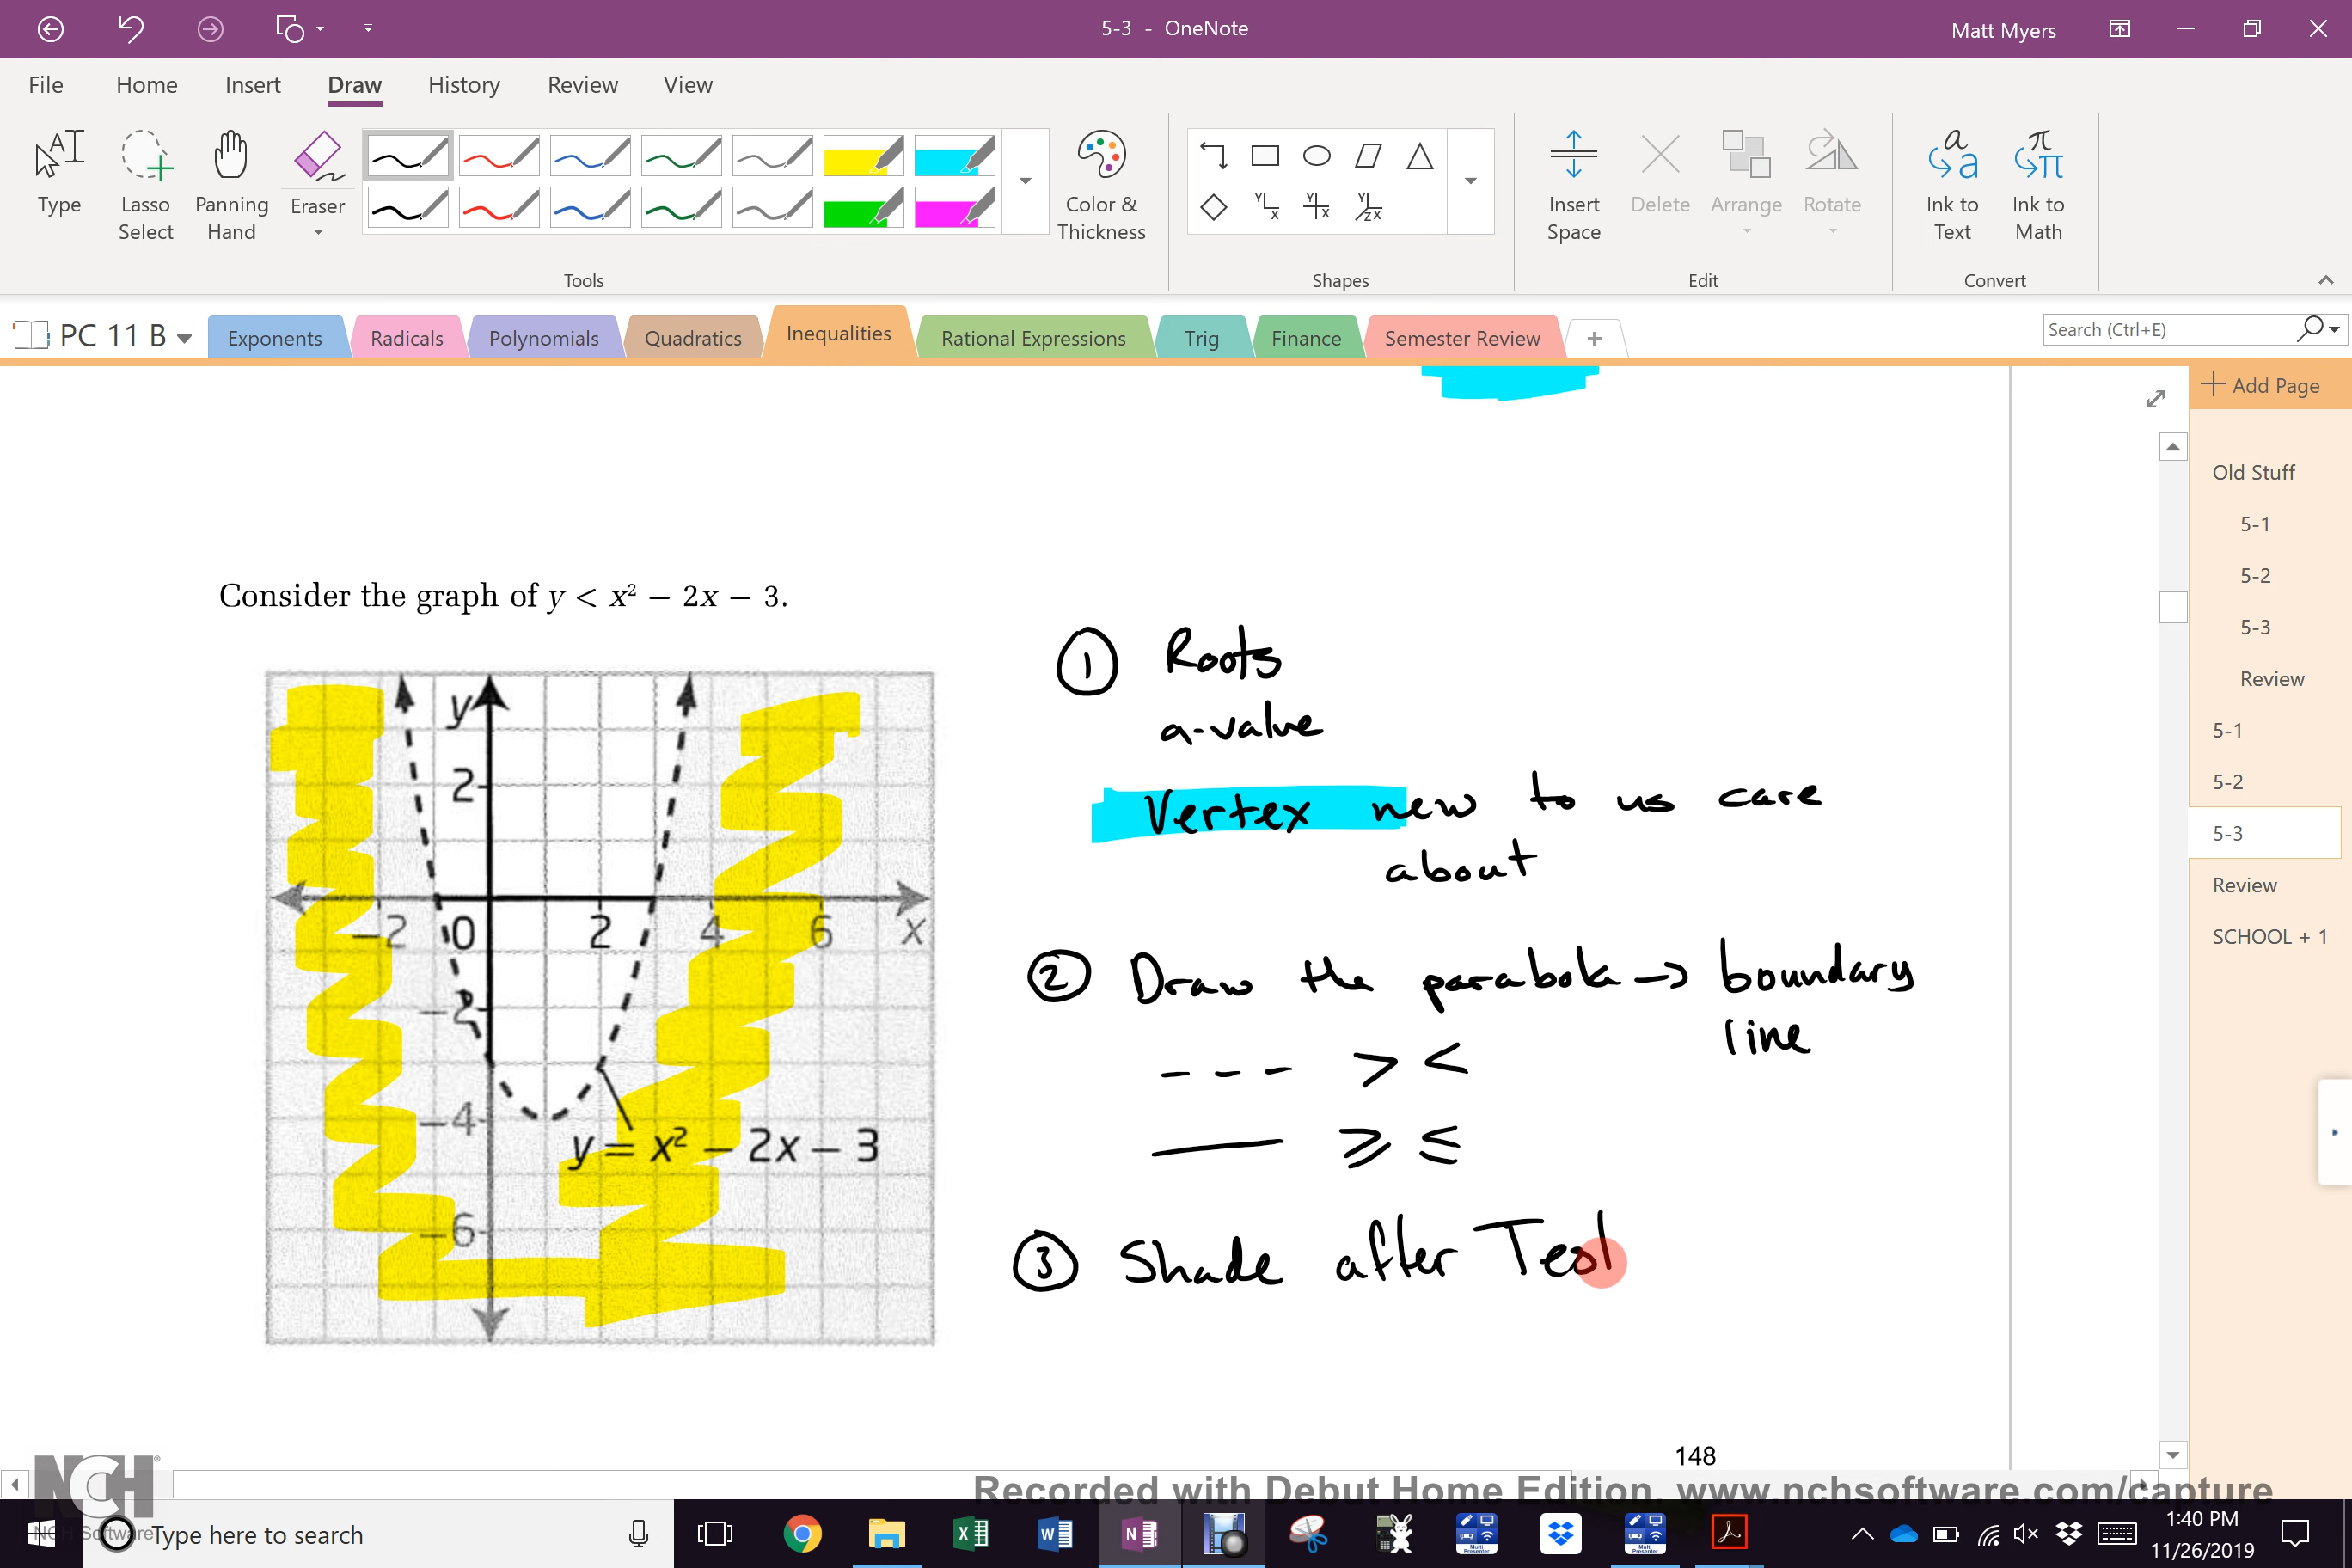 5-3 - OneNote
Matt Myers
File Home Insert Draw History Review View
Type
Lasso Select
Panning Hand
Eraser
Color & Thickness
Insert Space
Delete
Arrange
Rotate
Ink to Text
Ink to Math
Tools
Shapes
Edit
Convert
PC 11 B
Exponents Radicals Polynomials Quadratics Inequalities Rational Expressions Trig Finance Semester Review
Search (Ctrl+E)
Add Page
Old Stuff
5-1
5-2
5-3
Review
5-1
5-2
5-3
Review
SCHOOL + 1
Consider the graph of y < x² − 2x − 3.
y
2
−2 0 2 4 6 x
−2
−4
y = x² − 2x − 3
−6
① Roots
a-value
Vertex new to us care
about
② Draw the parabola → boundary
line
- - - > <
— ≥ ≤
③ Shade after Test
148
NCH
NCH Software
Recorded with Debut Home Edition. www.nchsoftware.com/capture
Type here to search
1:40 PM
11/26/2019